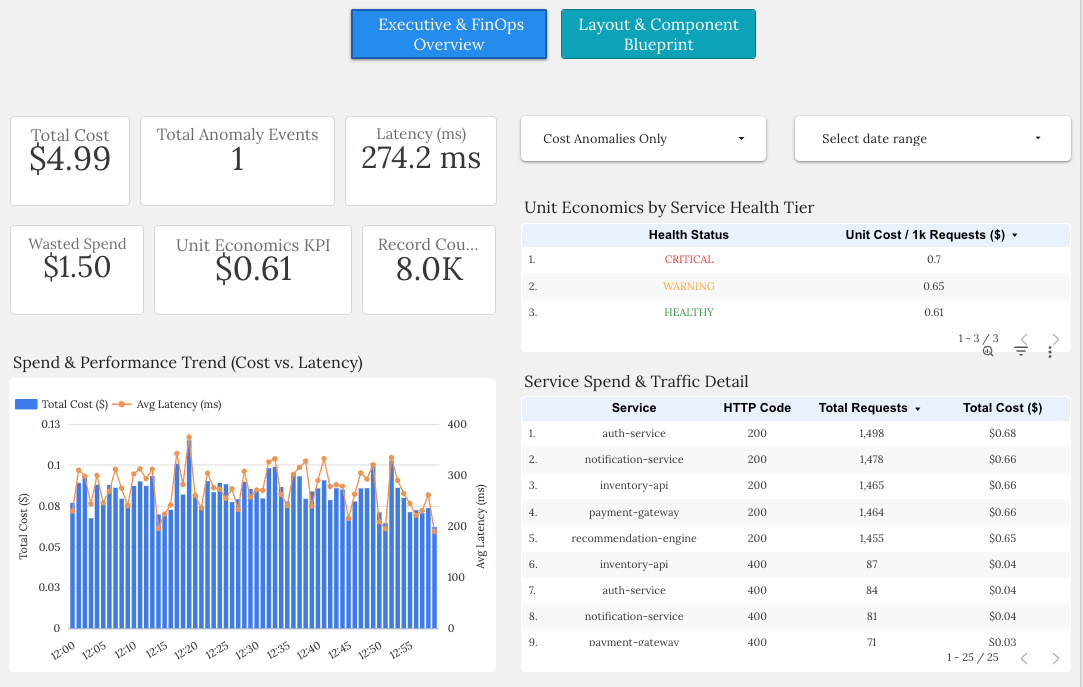 Executive & FinOps
Overview
Layout & Component
Blueprint
Total Cost
$4.99
Total Anomaly Events
1
Latency (ms)
274.2 ms
Cost Anomalies Only
Select date range
Wasted Spend
$1.50
Unit Economics KPI
$0.61
Record Cou...
8.0K
Unit Economics by Service Health Tier
Health Status Unit Cost / 1k Requests ($)
1. CRITICAL 0.7
2. WARNING 0.65
3. HEALTHY 0.61
1 - 3 / 3
Spend & Performance Trend (Cost vs. Latency)
Total Cost ($) Avg Latency (ms)
0.13
0.1
0.08
0.05
0.03
0
Total Cost ($)
400
300
200
100
0
Avg Latency (ms)
12:00 12:05 12:10 12:15 12:20 12:25 12:30 12:35 12:40 12:45 12:50 12:55
Service Spend & Traffic Detail
Service HTTP Code Total Requests Total Cost ($)
1. auth-service 200 1,498 $0.68
2. notification-service 200 1,478 $0.66
3. inventory-api 200 1,465 $0.66
4. payment-gateway 200 1,464 $0.66
5. recommendation-engine 200 1,455 $0.65
6. inventory-api 400 87 $0.04
7. auth-service 400 84 $0.04
8. notification-service 400 81 $0.04
9. payment-gateway 400 71 $0.03
1 - 25 / 25